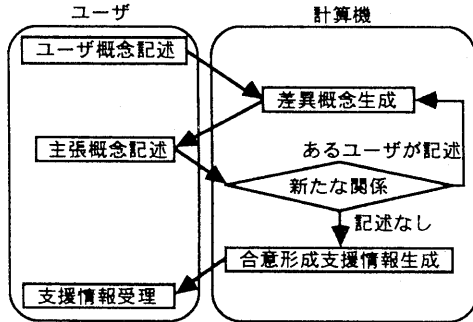 ユーザ
計算機
ユーザ概念記述
差異概念生成
主張概念記述
あるユーザが記述
新たな関係
記述なし
合意形成支援情報生成
支援情報受理